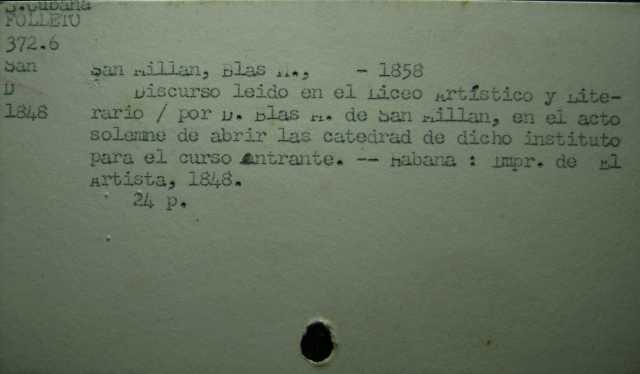 S.Cubana
FOLLETO
372.6
San San Millan, Blas M., - 1858
D Discurso leido en el Liceo Artístico y Lite-
1848 rario / por D. Blas M. de San Millan, en el acto
solemne de abrir las catedrad de dicho instituto
para el curso entrante. -- Habana : Impr. de El
Artista, 1848.
24 p.